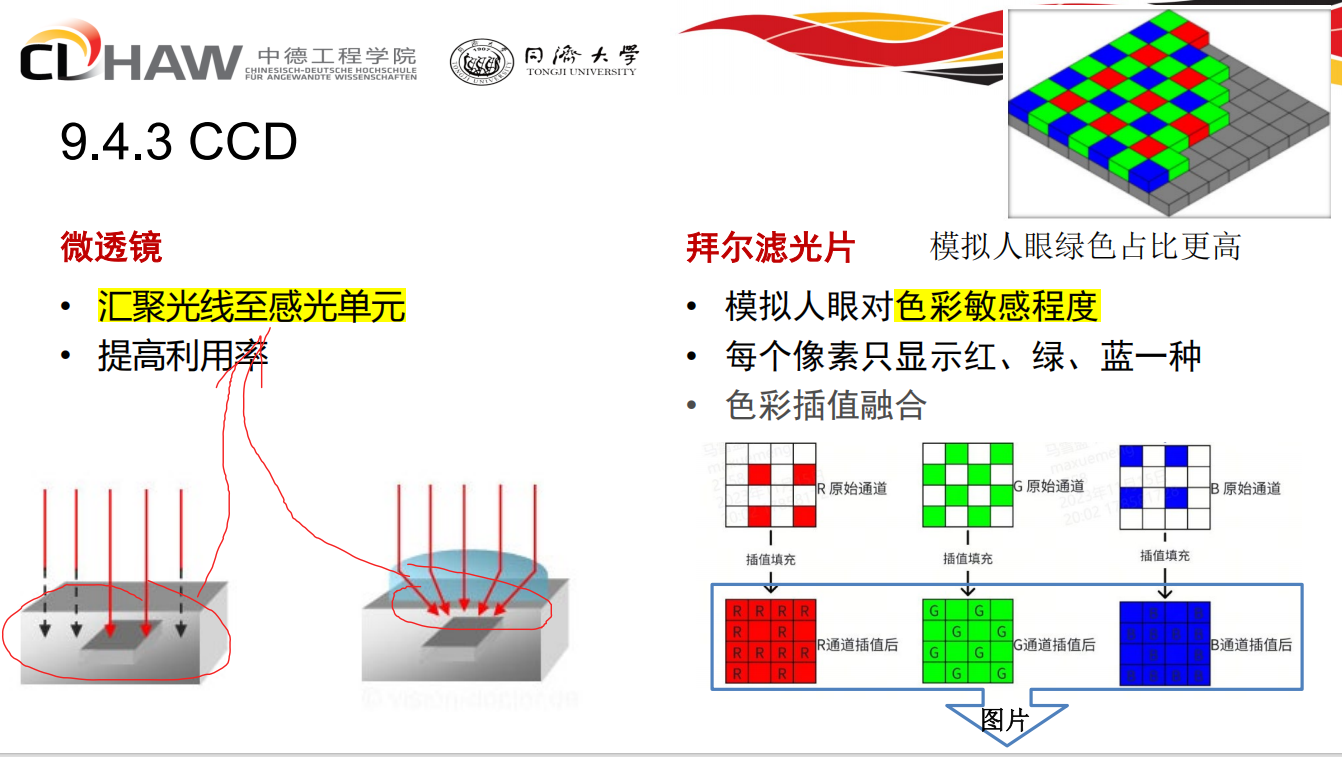 CDHAW 中德工程学院
CHINESISCH-DEUTSCHE HOCHSCHULE
FÜR ANGEWANDTE WISSENSCHAFTEN
同濟大学
TONGJI UNIVERSITY
9.4.3 CCD
微透镜
• 汇聚光线至感光单元
• 提高利用率
拜尔滤光片
模拟人眼绿色占比更高
• 模拟人眼对色彩敏感程度
• 每个像素只显示红、绿、蓝一种
• 色彩插值融合
R 原始通道
G 原始通道
B 原始通道
插值填充
插值填充
插值填充
R R R R
R R
R R R R
R R
R通道插值后
G G
G G
G G
G G
G通道插值后
B通道插值后
图片
© vision-doctor.de